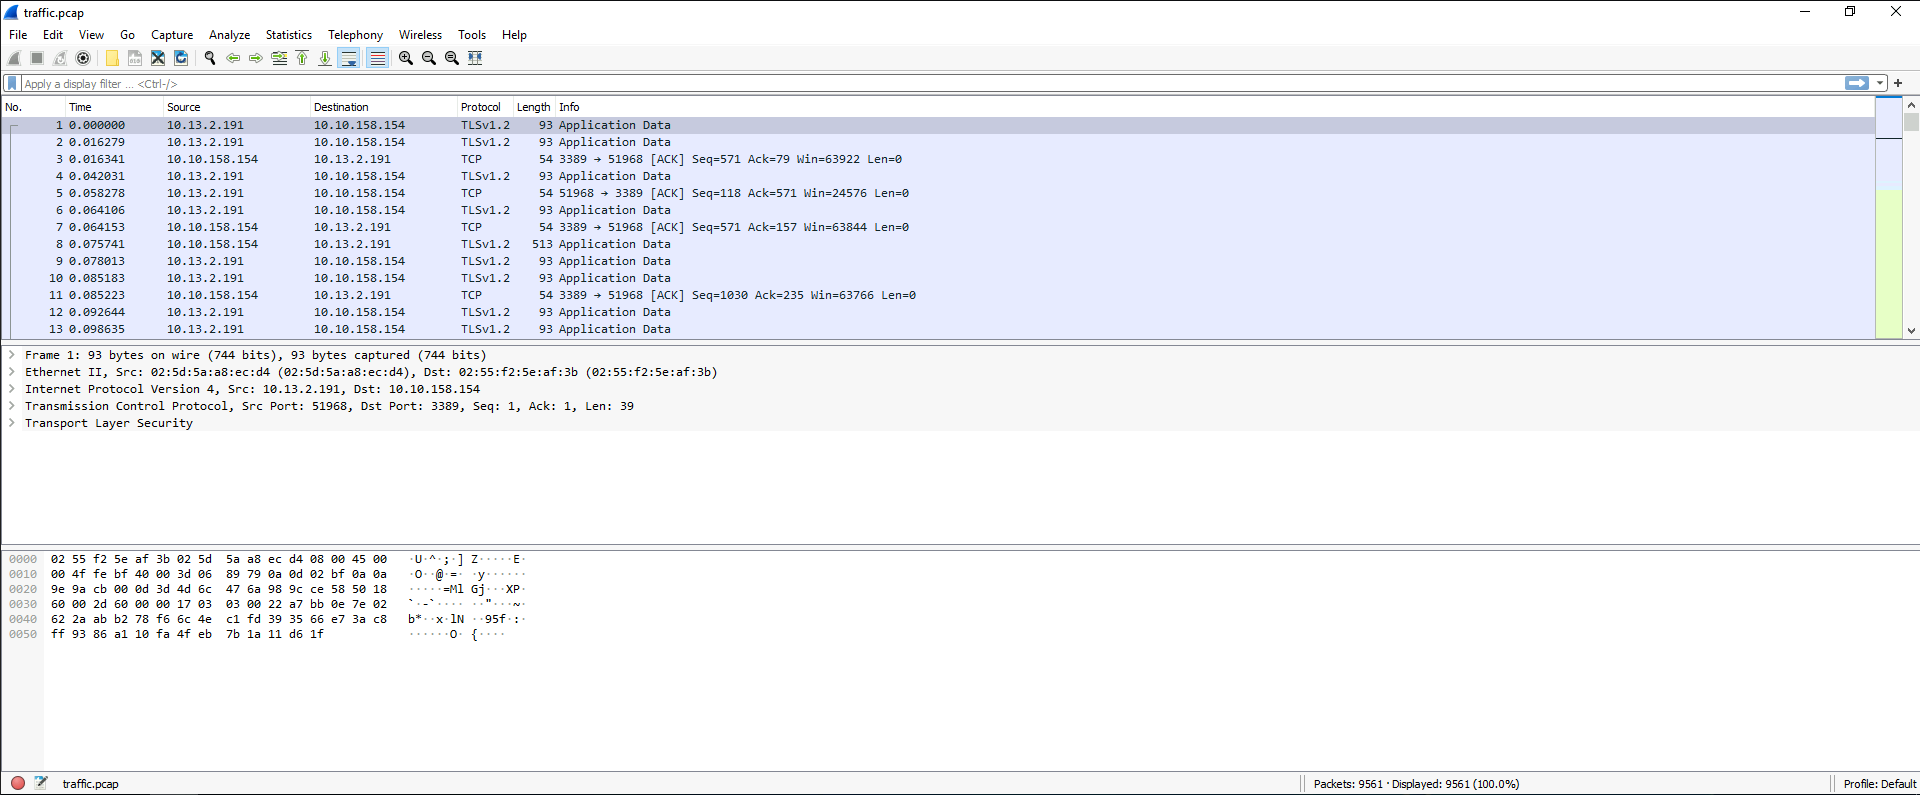 traffic.pcap
File Edit View Go Capture Analyze Statistics Telephony Wireless Tools Help
Apply a display filter ... <Ctrl-/>
No. Time Source Destination Protocol Length Info
1 0.000000 10.13.2.191 10.10.158.154 TLSv1.2 93 Application Data
2 0.016279 10.13.2.191 10.10.158.154 TLSv1.2 93 Application Data
3 0.016341 10.10.158.154 10.13.2.191 TCP 54 3389 → 51968 [ACK] Seq=571 Ack=79 Win=63922 Len=0
4 0.042031 10.13.2.191 10.10.158.154 TLSv1.2 93 Application Data
5 0.058278 10.13.2.191 10.10.158.154 TCP 54 51968 → 3389 [ACK] Seq=118 Ack=571 Win=24576 Len=0
6 0.064106 10.13.2.191 10.10.158.154 TLSv1.2 93 Application Data
7 0.064153 10.10.158.154 10.13.2.191 TCP 54 3389 → 51968 [ACK] Seq=571 Ack=157 Win=63844 Len=0
8 0.075741 10.10.158.154 10.13.2.191 TLSv1.2 513 Application Data
9 0.078013 10.13.2.191 10.10.158.154 TLSv1.2 93 Application Data
10 0.085183 10.13.2.191 10.10.158.154 TLSv1.2 93 Application Data
11 0.085223 10.10.158.154 10.13.2.191 TCP 54 3389 → 51968 [ACK] Seq=1030 Ack=235 Win=63766 Len=0
12 0.092644 10.13.2.191 10.10.158.154 TLSv1.2 93 Application Data
13 0.098635 10.13.2.191 10.10.158.154 TLSv1.2 93 Application Data
Frame 1: 93 bytes on wire (744 bits), 93 bytes captured (744 bits)
Ethernet II, Src: 02:5d:5a:a8:ec:d4 (02:5d:5a:a8:ec:d4), Dst: 02:55:f2:5e:af:3b (02:55:f2:5e:af:3b)
Internet Protocol Version 4, Src: 10.13.2.191, Dst: 10.10.158.154
Transmission Control Protocol, Src Port: 51968, Dst Port: 3389, Seq: 1, Ack: 1, Len: 39
Transport Layer Security
0000 02 55 f2 5e af 3b 02 5d 5a a8 ec d4 08 00 45 00 ·U·^·;·] Z·····E·
0010 00 4f fe bf 40 00 3d 06 89 79 0a 0d 02 bf 0a 0a ·O··@·=· ·y······
0020 9e 9a cb 00 0d 3d 4d 6c 47 6a 98 9c ce 58 50 18 ·····=Ml Gj···XP·
0030 60 00 2d 60 00 00 17 03 03 00 22 a7 bb 0e 7e 02 `·-`···· ··"···~·
0040 62 2a ab b2 78 f6 6c 4e c1 fd 39 35 66 e7 3a c8 b*··x·lN ··95f·:·
0050 ff 93 86 a1 10 fa 4f eb 7b 1a 11 d6 1f ······O· {····
traffic.pcap Packets: 9561 · Displayed: 9561 (100.0%) Profile: Default